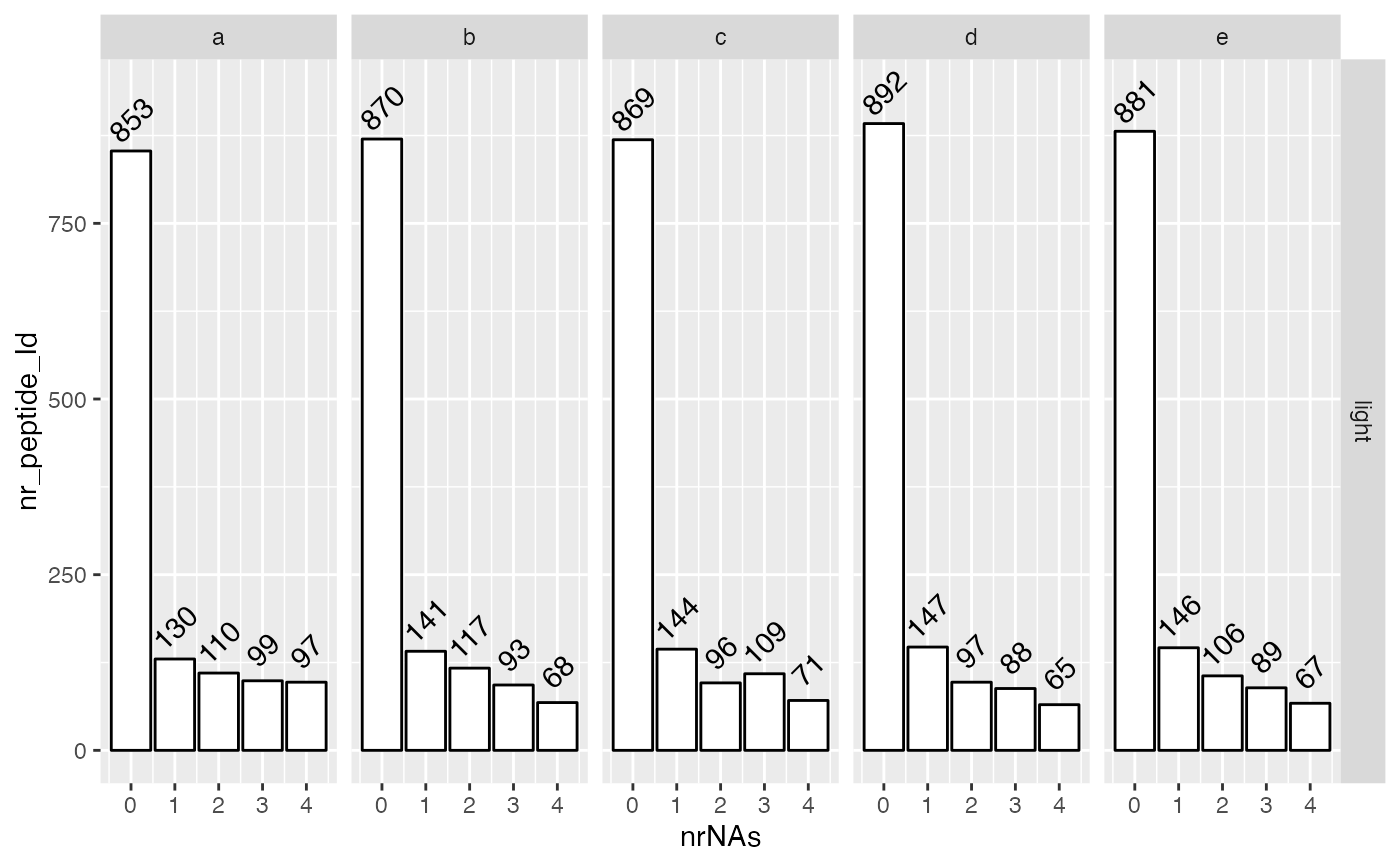 a b c d e
853 130 110 99 97
870 141 117 93 68
869 144 96 109 71
892 147 97 88 65
881 146 106 89 67
750
500
250
0
nr_peptide_Id
light
0 1 2 3 4 0 1 2 3 4 0 1 2 3 4 0 1 2 3 4 0 1 2 3 4
nrNAs